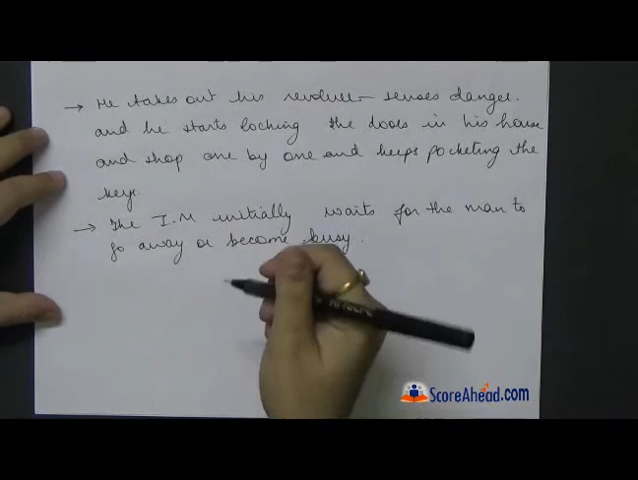 → He takes out his revolver - senses danger.
and he starts locking the doors in his house
and shop one by one and keeps pocketing the
keys.
→ The I.M initially waits for the man to
go away or become busy.
ScoreAhead.com